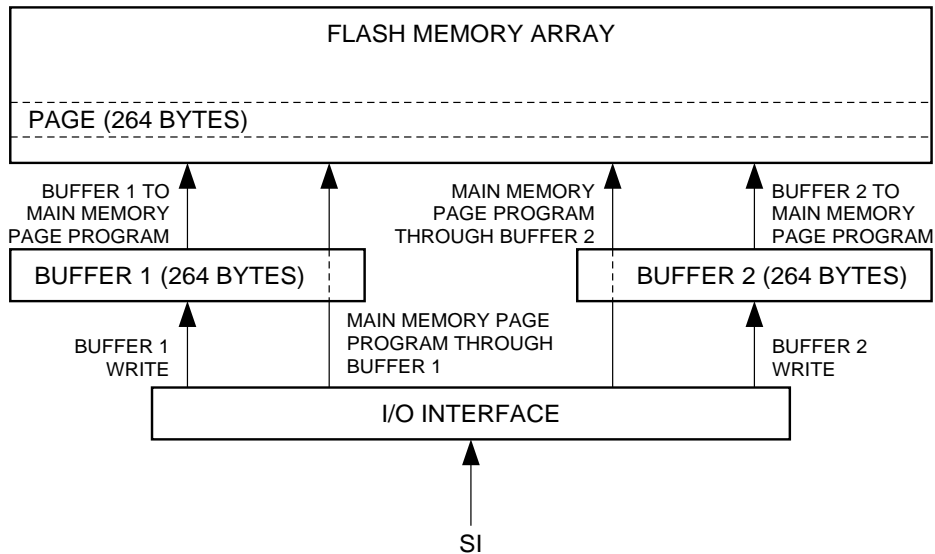 FLASH MEMORY ARRAY
PAGE (264 BYTES)
BUFFER 1 TO
MAIN MEMORY
PAGE PROGRAM
MAIN MEMORY
PAGE PROGRAM
THROUGH BUFFER 2
BUFFER 2 TO
MAIN MEMORY
PAGE PROGRAM
BUFFER 1 (264 BYTES)
BUFFER 2 (264 BYTES)
BUFFER 1
WRITE
MAIN MEMORY PAGE
PROGRAM THROUGH
BUFFER 1
BUFFER 2
WRITE
I/O INTERFACE
SI